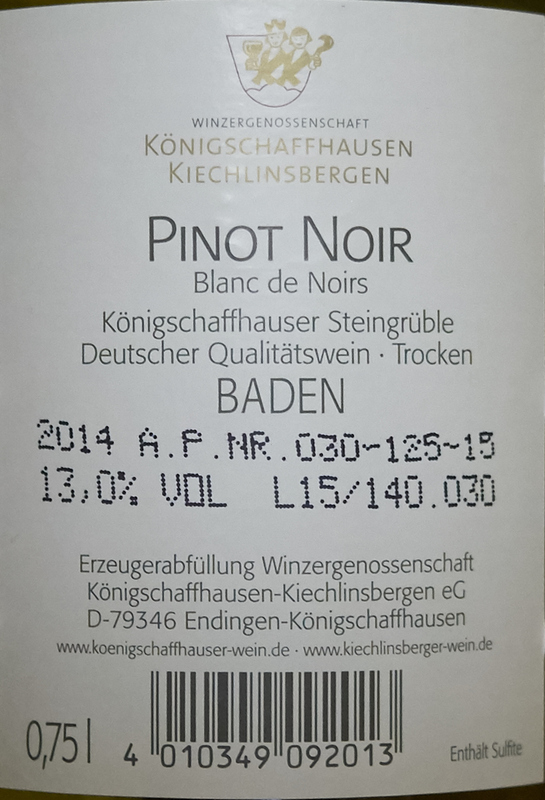 WINZERGENOSSENSCHAFT
KÖNIGSCHAFFHAUSEN
KIECHLINSBERGEN
PINOT NOIR
Blanc de Noirs
Königschaffhauser Steingrüble
Deutscher Qualitätswein · Trocken
BADEN
2014 A.P.NR.030-125-15
13,0% VOL L15/140.030
Erzeugerabfüllung Winzergenossenschaft
Königschaffhausen-Kiechlinsbergen eG
D-79346 Endingen-Königschaffhausen
www.koenigschaffhauser-wein.de · www.kiechlinsberger-wein.de
0,75 l
4 010349 092013
Enthält Sulfite